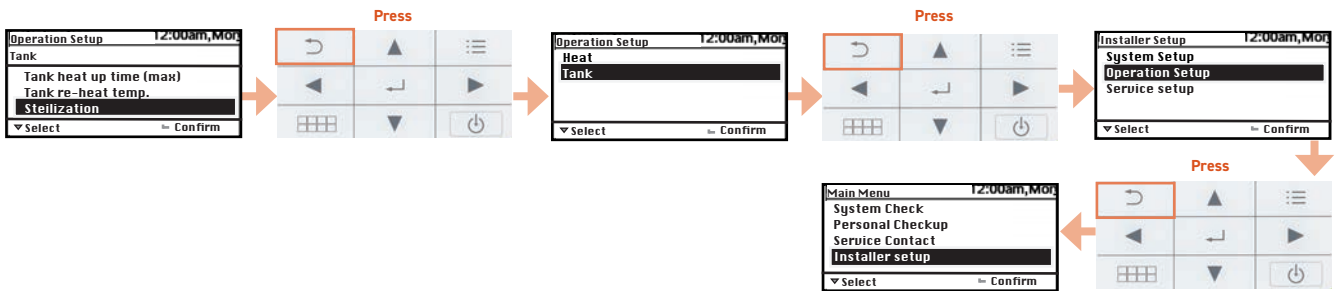 Press
Press
Operation Setup 12:00am,Mon
Tank
Tank heat up time (max)
Tank re-heat temp.
Steilization
▼Select Confirm
Operation Setup 12:00am,Mon
Heat
Tank
▼Select Confirm
Installer Setup 12:00am,Mon
System Setup
Operation Setup
Service setup
▼Select Confirm
Press
Main Menu 12:00am,Mon
System Check
Personal Checkup
Service Contact
Installer setup
▼Select Confirm